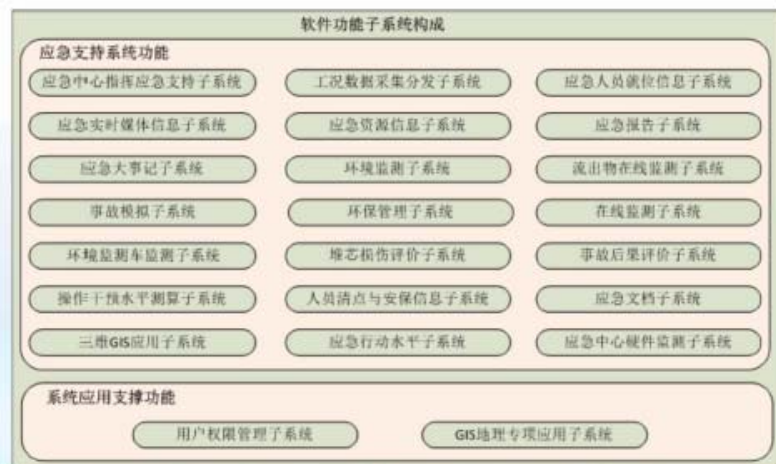 软件功能子系统构成
应急支持系统功能
应急中心指挥应急支持子系统 工况数据采集分发子系统 应急人员就位信息子系统
应急实时媒体信息子系统 应急资源信息子系统 应急报告子系统
应急大事记子系统 环境监测子系统 流出物在线监测子系统
事故模拟子系统 环保管理子系统 在线监测子系统
环境监测车监测子系统 堆芯损伤评价子系统 事故后果评价子系统
操作干预水平测算子系统 人员清点与安保信息子系统 应急文档子系统
三维GIS应用子系统 应急行动水平子系统 应急中心硬件监测子系统
系统应用支撑功能
用户权限管理子系统 GIS地理专项应用子系统